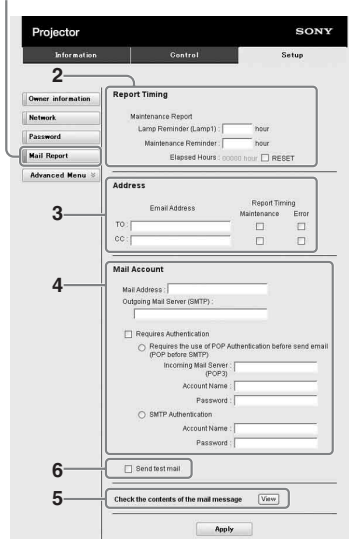 Projector SONY
Information Control Setup
2
Owner information
Network
Password
Mail Report
Advanced Menu
Report Timing
Maintenance Report
Lamp Reminder (Lamp1) : hour
Maintenance Reminder : hour
Elapsed Hours : 00000 hour RESET
3
Address
Email Address Report Timing
Maintenance Error
TO :
CC :
4
Mail Account
Mail Address :
Outgoing Mail Server (SMTP) :
Requires Authentication
Requires the use of POP Authentication before send email
(POP before SMTP)
Incoming Mail Server :
(POP3)
Account Name :
Password :
SMTP Authentication
Account Name :
Password :
6
Send test mail
5
Check the contents of the mail message View
Apply